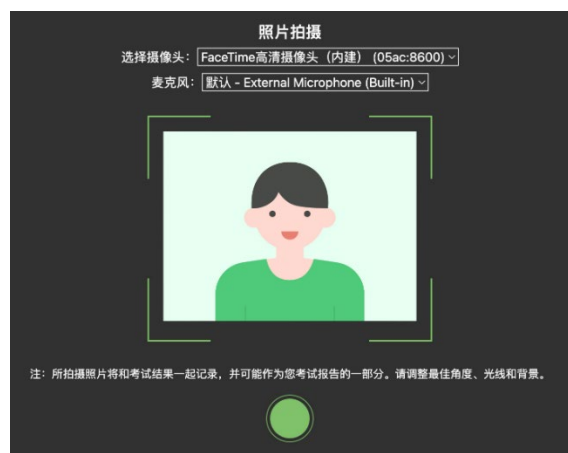 照片拍摄
选择摄像头： FaceTime高清摄像头（内建） (05ac:8600)
麦克风： 默认 - External Microphone (Built-in)
注：所拍摄照片将和考试结果一起记录，并可能作为您考试报告的一部分。请调整最佳角度、光线和背景。